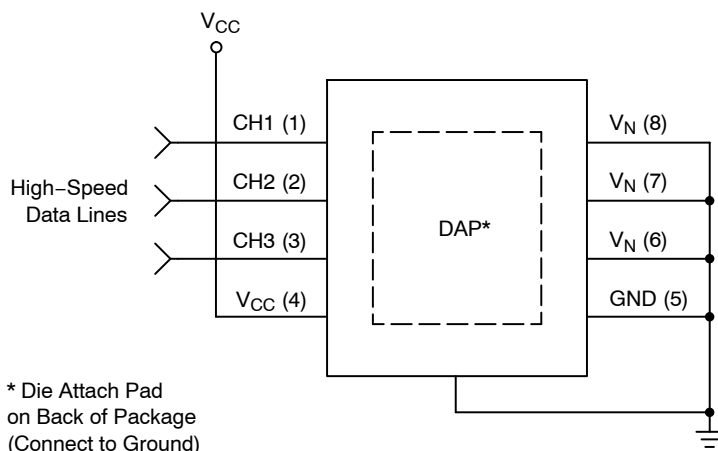 VCC
CH1 (1)
CH2 (2)
CH3 (3)
VCC (4)
High−Speed
Data Lines
DAP*
VN (8)
VN (7)
VN (6)
GND (5)
* Die Attach Pad
on Back of Package
(Connect to Ground)